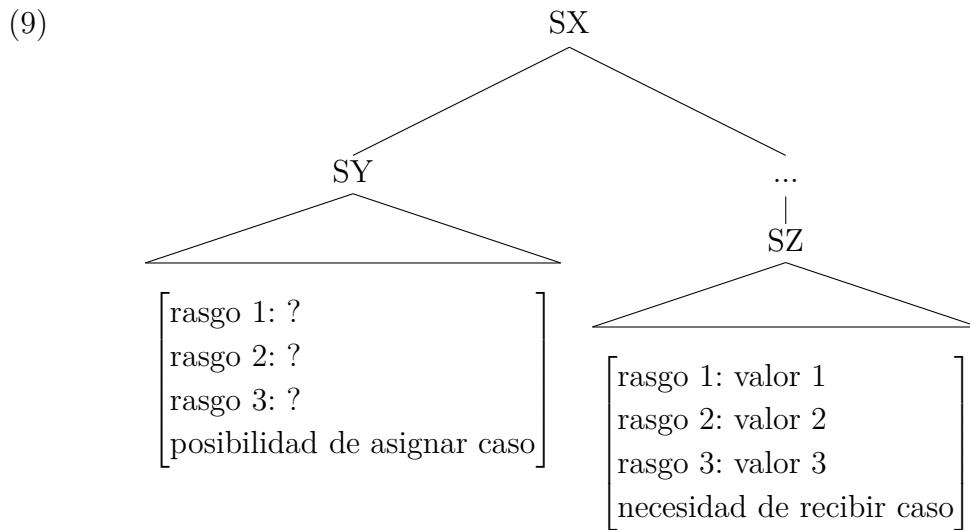 (9)
SX
SY
...
SZ
rasgo 1: ?
rasgo 2: ?
rasgo 3: ?
posibilidad de asignar caso
rasgo 1: valor 1
rasgo 2: valor 2
rasgo 3: valor 3
necesidad de recibir caso